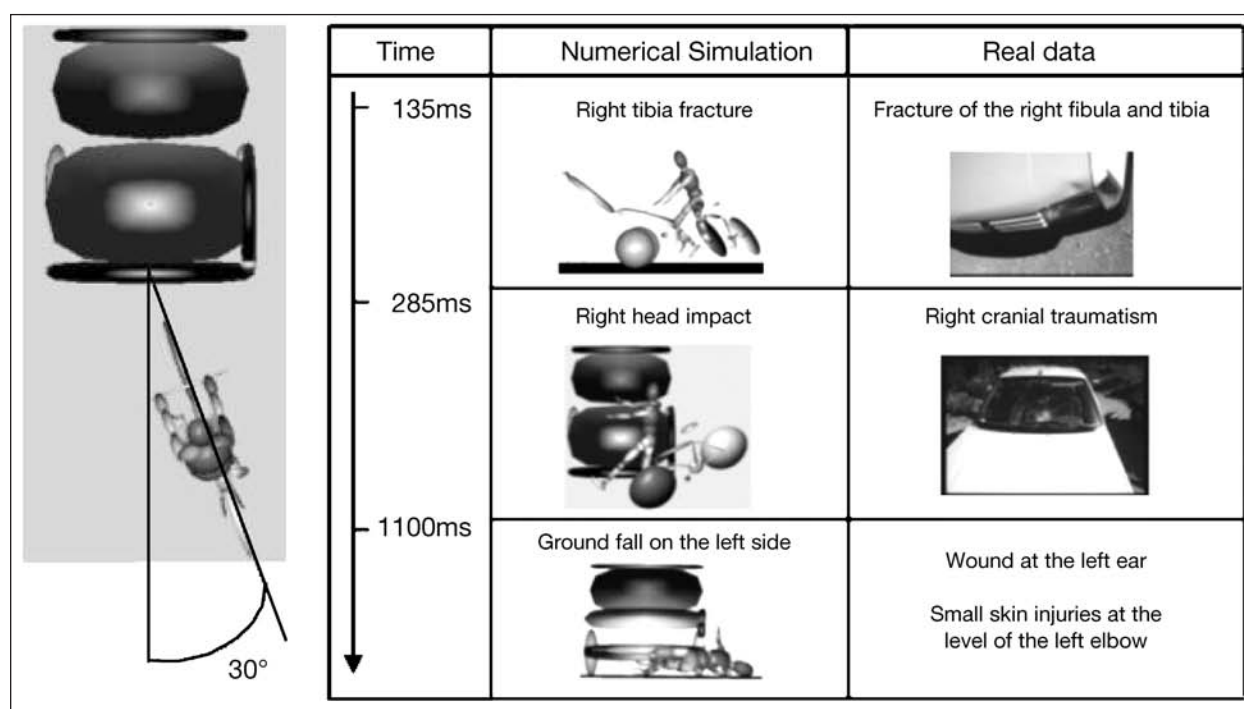 Time
Numerical Simulation
Real data
135ms
Right tibia fracture
Fracture of the right fibula and tibia
285ms
Right head impact
Right cranial traumatism
1100ms
Ground fall on the left side
Wound at the left ear
Small skin injuries at the
level of the left elbow
30°